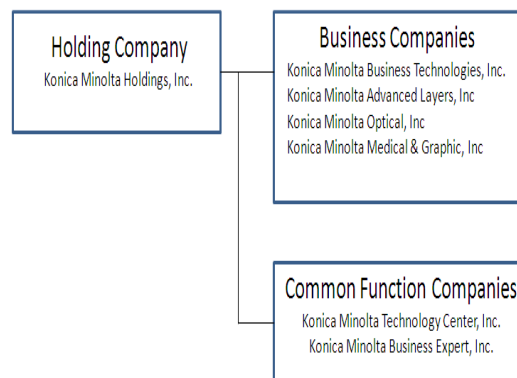 Holding Company
Konica Minolta Holdings, Inc.
Business Companies
Konica Minolta Business Technologies, Inc.
Konica Minolta Advanced Layers, Inc
Konica Minolta Optical, Inc
Konica Minolta Medical & Graphic, Inc
Common Function Companies
Konica Minolta Technology Center, Inc.
Konica Minolta Business Expert, Inc.